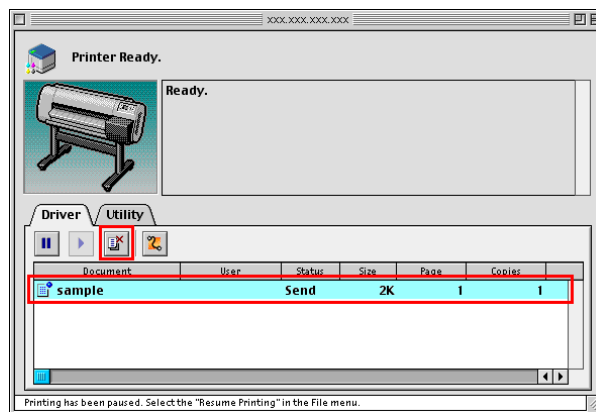 xxx.xxx.xxx.xxx
Printer Ready.
Ready.
Driver Utility
Document User Status Size Page Copies
sample Send 2K 1 1
Printing has been paused. Select the "Resume Printing" in the File menu.